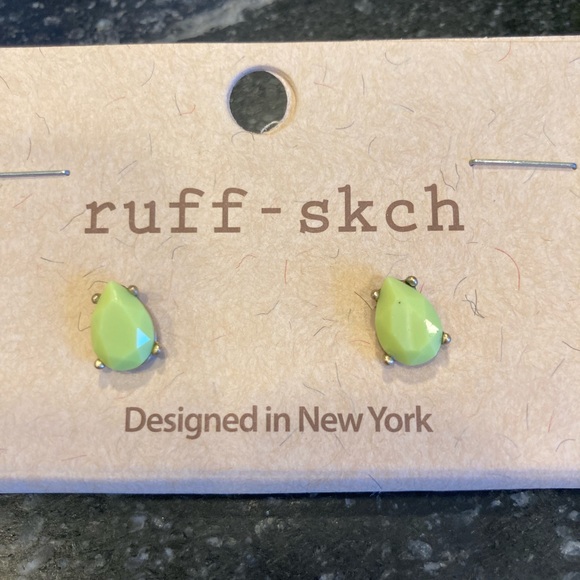 ruff-skch
Designed in New York